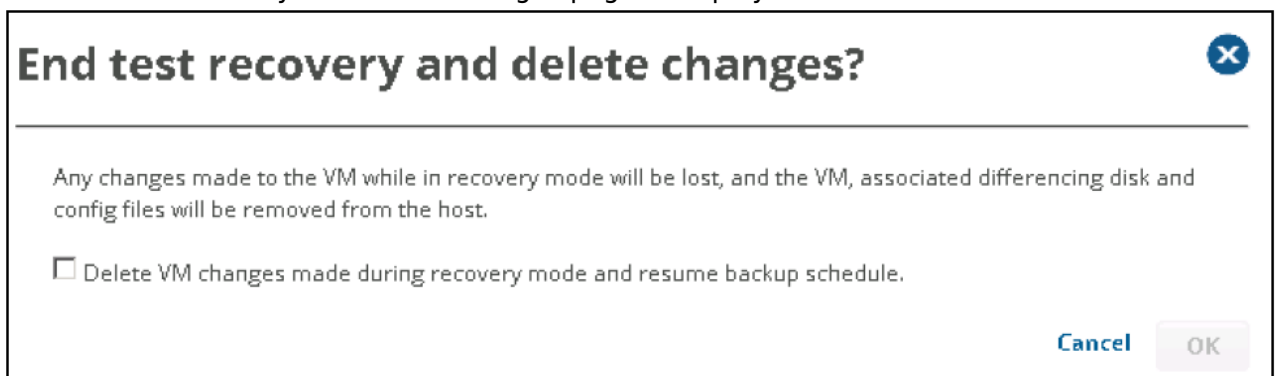 End test recovery and delete changes?
Any changes made to the VM while in recovery mode will be lost, and the VM, associated differencing disk and
config files will be removed from the host.
Delete VM changes made during recovery mode and resume backup schedule.
Cancel OK